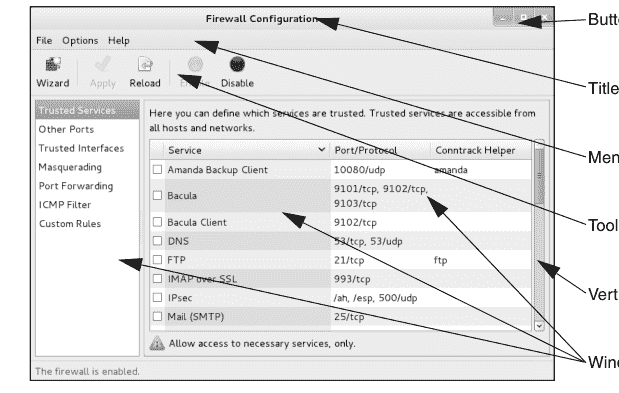 Firewall Configuration
Butt
File Options Help
Title
Wizard Apply Reload Enable Disable
Trusted Services
Other Ports
Trusted Interfaces
Masquerading
Port Forwarding
ICMP Filter
Custom Rules
Here you can define which services are trusted. Trusted services are accessible from
all hosts and networks.
Service Port/Protocol Conntrack Helper
Men
Amanda Backup Client 10080/udp amanda
Bacula 9101/tcp, 9102/tcp,
9103/tcp
Bacula Client 9102/tcp
Tool
DNS 53/tcp, 53/udp
FTP 21/tcp ftp
IMAP over SSL 993/tcp
IPsec /ah, /esp, 500/udp
Vert
Mail (SMTP) 25/tcp
Allow access to necessary services, only.
Wind
The firewall is enabled.